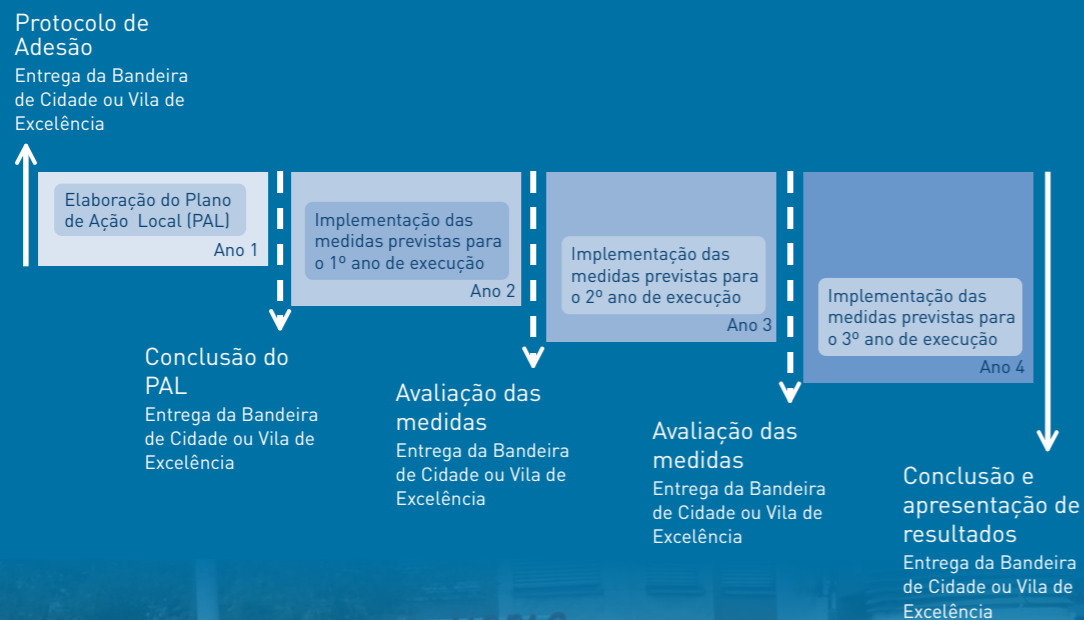 Protocolo de
Adesão
Entrega da Bandeira
de Cidade ou Vila de
Excelência
Elaboração do Plano
de Ação Local (PAL)
Ano 1
Implementação das
medidas previstas para
o 1º ano de execução
Ano 2
Implementação das
medidas previstas para
o 2º ano de execução
Ano 3
Implementação das
medidas previstas para
o 3º ano de execução
Ano 4
Conclusão do
PAL
Entrega da Bandeira
de Cidade ou Vila de
Excelência
Avaliação das
medidas
Entrega da Bandeira
de Cidade ou Vila de
Excelência
Avaliação das
medidas
Entrega da Bandeira
de Cidade ou Vila de
Excelência
Conclusão e
apresentação de
resultados
Entrega da Bandeira
de Cidade ou Vila de
Excelência